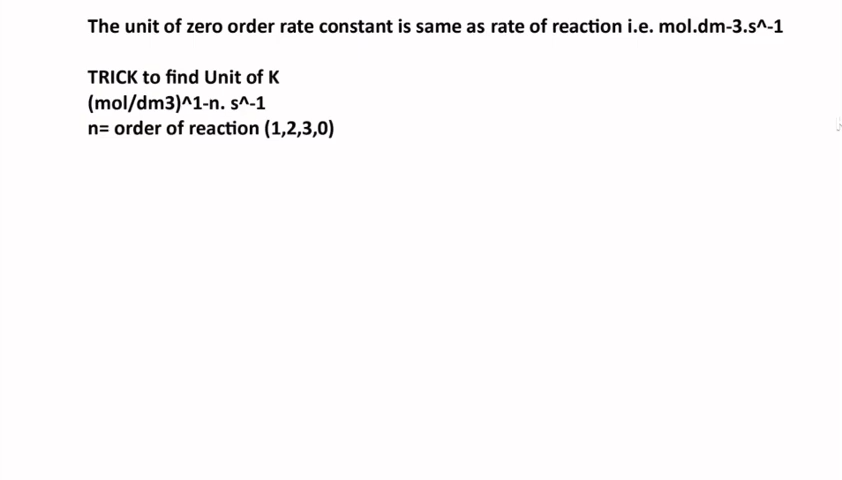 The unit of zero order rate constant is same as rate of reaction i.e. mol.dm-3.s^-1
TRICK to find Unit of K
(mol/dm3)^1-n. s^-1
n= order of reaction (1,2,3,0)